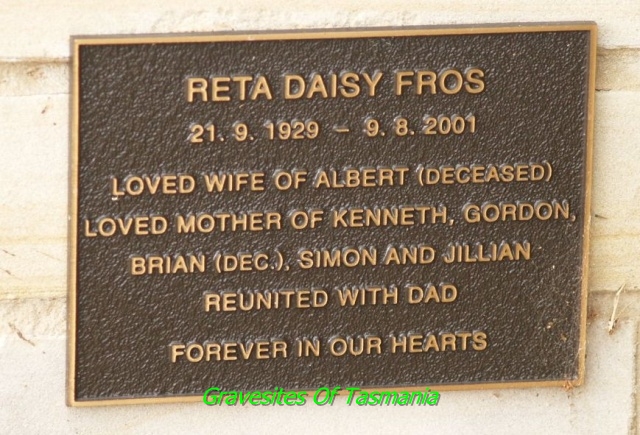 RETA DAISY FROS
21. 9. 1929 – 9. 8. 2001
LOVED WIFE OF ALBERT (DECEASED)
LOVED MOTHER OF KENNETH, GORDON,
BRIAN (DEC.), SIMON AND JILLIAN
REUNITED WITH DAD
FOREVER IN OUR HEARTS
Gravesites Of Tasmania